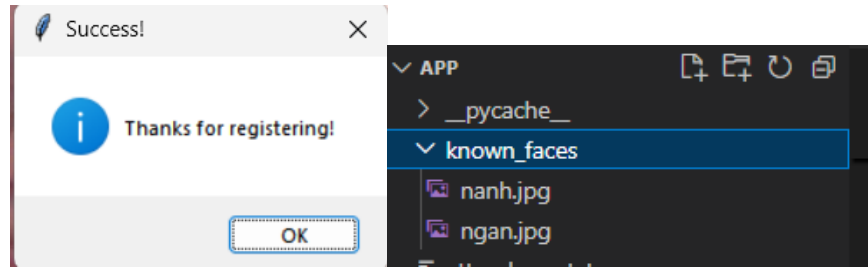 Success!
Thanks for registering!
OK
APP
__pycache__
known_faces
nanh.jpg
ngan.jpg